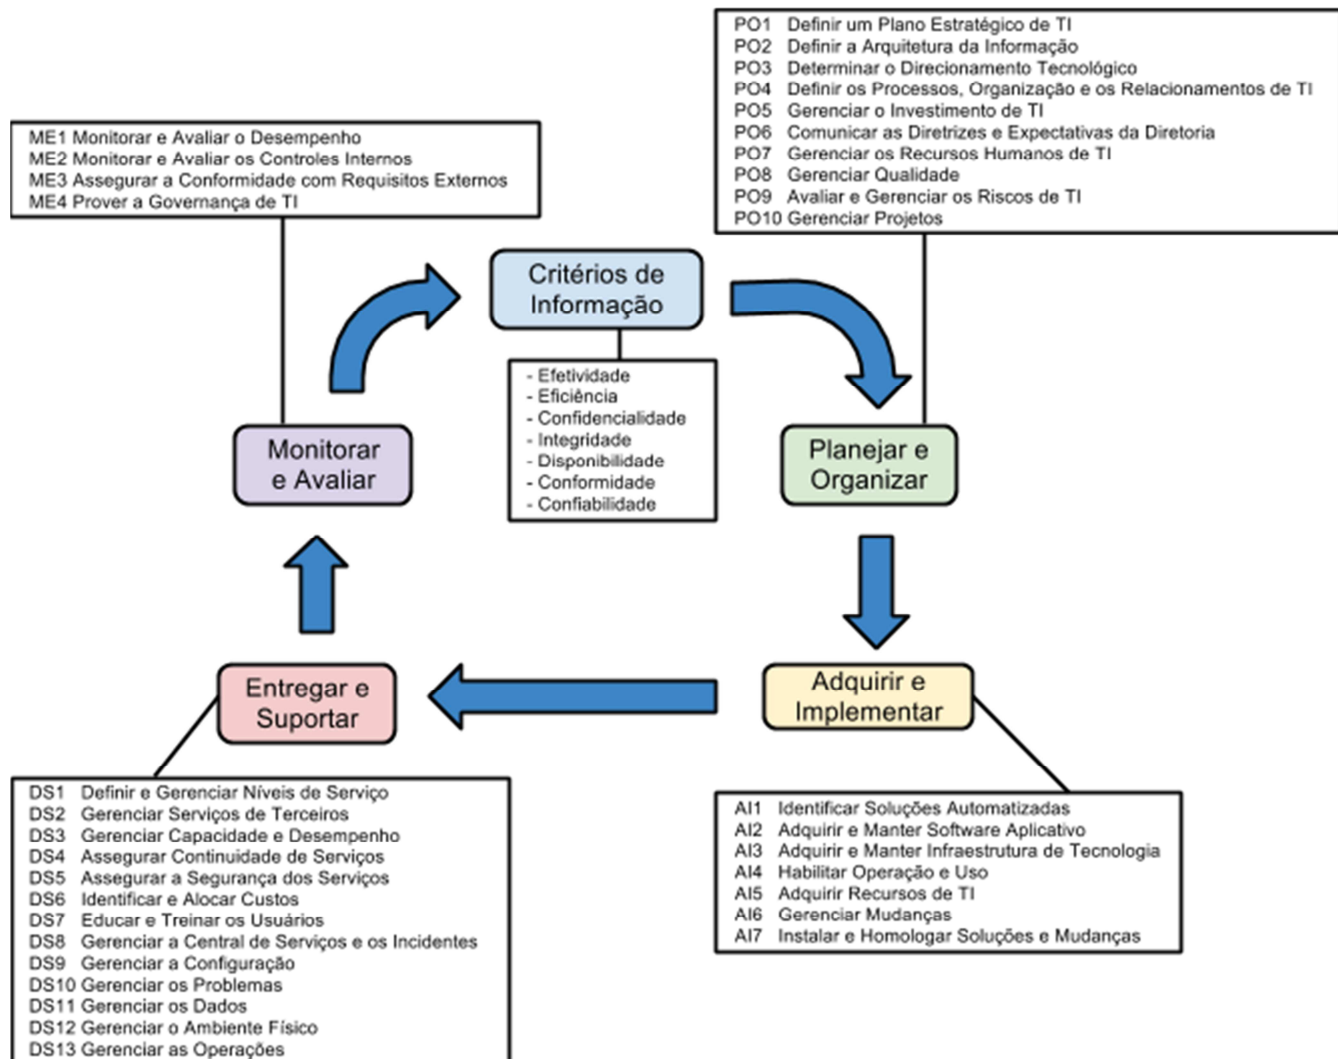 PO1 Definir um Plano Estratégico de TI
PO2 Definir a Arquitetura da Informação
PO3 Determinar o Direcionamento Tecnológico
PO4 Definir os Processos, Organização e os Relacionamentos de TI
PO5 Gerenciar o Investimento de TI
PO6 Comunicar as Diretrizes e Expectativas da Diretoria
PO7 Gerenciar os Recursos Humanos de TI
PO8 Gerenciar Qualidade
PO9 Avaliar e Gerenciar os Riscos de TI
PO10 Gerenciar Projetos
ME1 Monitorar e Avaliar o Desempenho
ME2 Monitorar e Avaliar os Controles Internos
ME3 Assegurar a Conformidade com Requisitos Externos
ME4 Prover a Governança de TI
Critérios de
Informação
- Efetividade
- Eficiência
- Confidencialidade
- Integridade
- Disponibilidade
- Conformidade
- Confiabilidade
Monitorar
e Avaliar
Planejar e
Organizar
Entregar e
Suportar
Adquirir e
Implementar
DS1 Definir e Gerenciar Níveis de Serviço
DS2 Gerenciar Serviços de Terceiros
DS3 Gerenciar Capacidade e Desempenho
DS4 Assegurar Continuidade de Serviços
DS5 Assegurar a Segurança dos Serviços
DS6 Identificar e Alocar Custos
DS7 Educar e Treinar os Usuários
DS8 Gerenciar a Central de Serviços e os Incidentes
DS9 Gerenciar a Configuração
DS10 Gerenciar os Problemas
DS11 Gerenciar os Dados
DS12 Gerenciar o Ambiente Físico
DS13 Gerenciar as Operações
AI1 Identificar Soluções Automatizadas
AI2 Adquirir e Manter Software Aplicativo
AI3 Adquirir e Manter Infraestrutura de Tecnologia
AI4 Habilitar Operação e Uso
AI5 Adquirir Recursos de TI
AI6 Gerenciar Mudanças
AI7 Instalar e Homologar Soluções e Mudanças